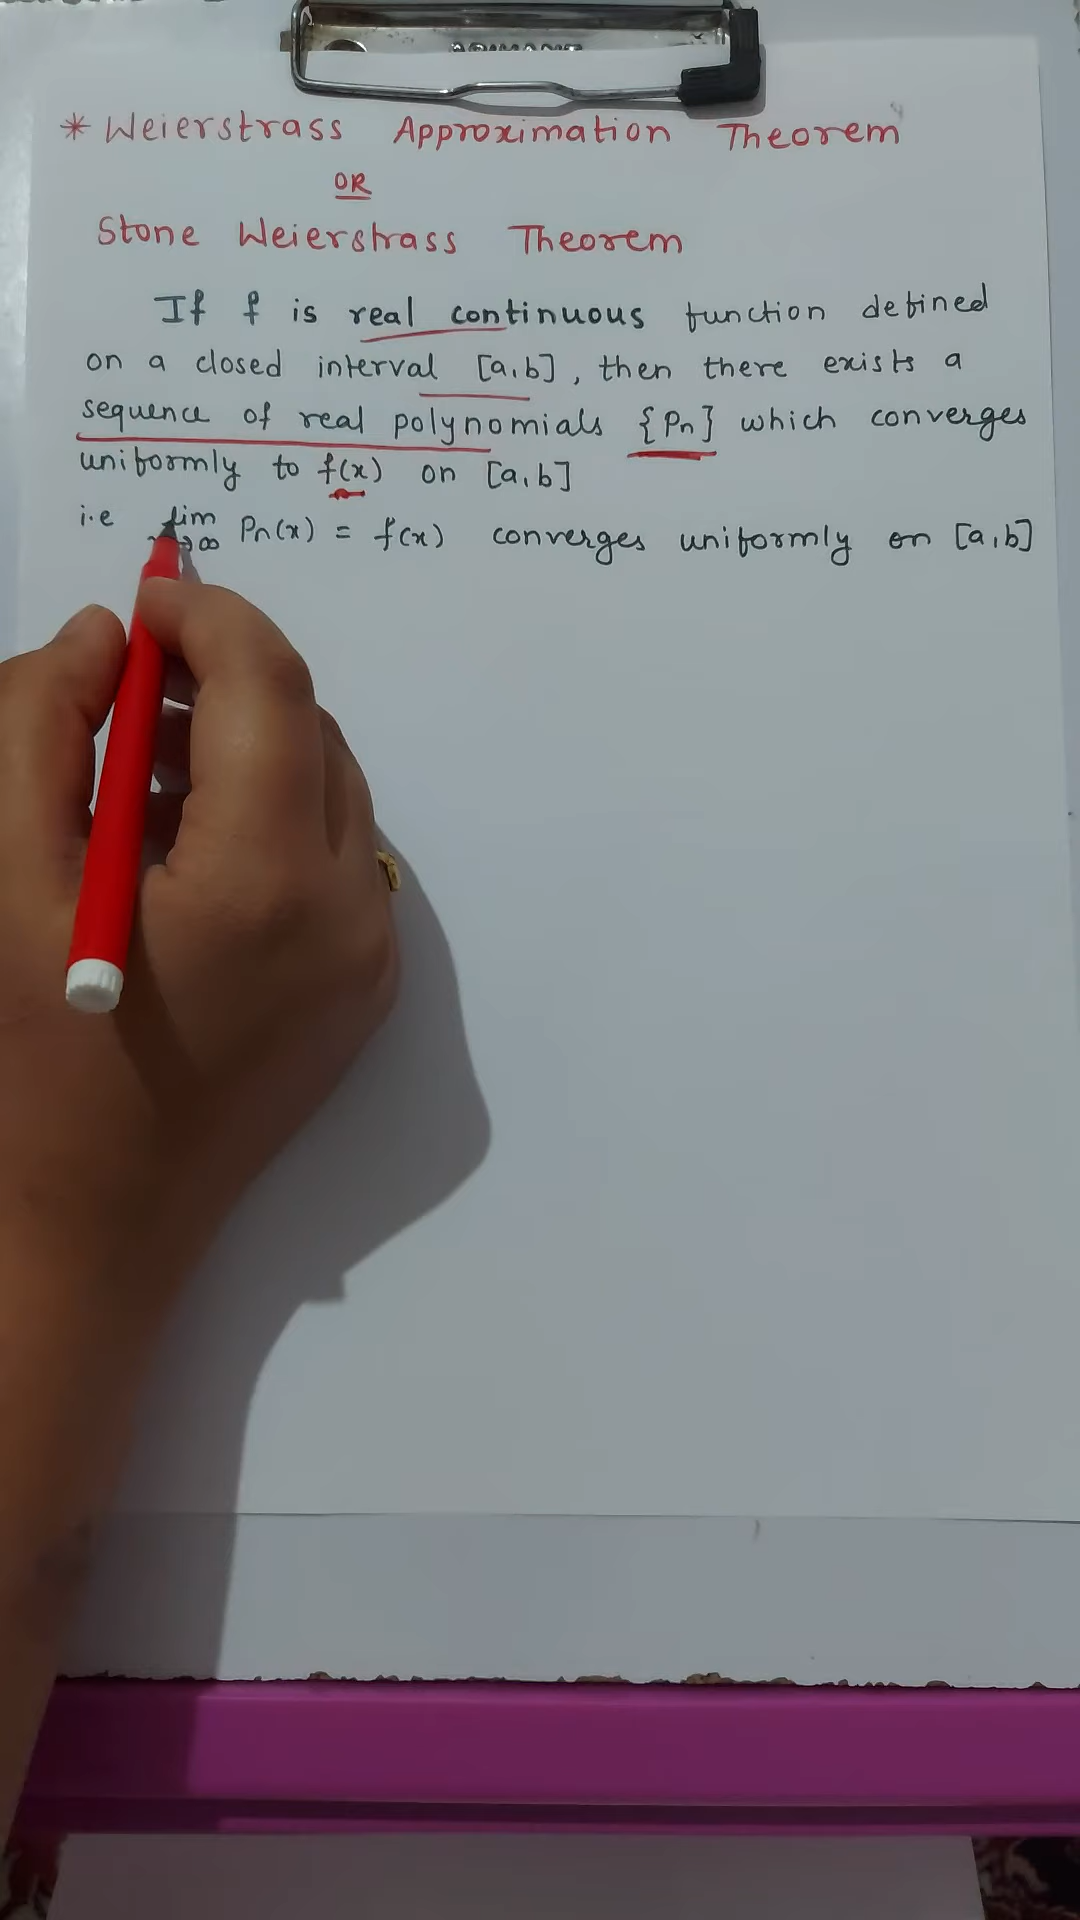 * Weierstrass Approximation Theorem
OR
Stone Weierstrass Theorem
If f is real continuous function defined
on a closed interval [a,b], then there exists a
sequence of real polynomials {Pn} which converges
uniformly to f(x) on [a,b]
i.e lim Pn(x) = f(x) converges uniformly on [a,b]
→∞